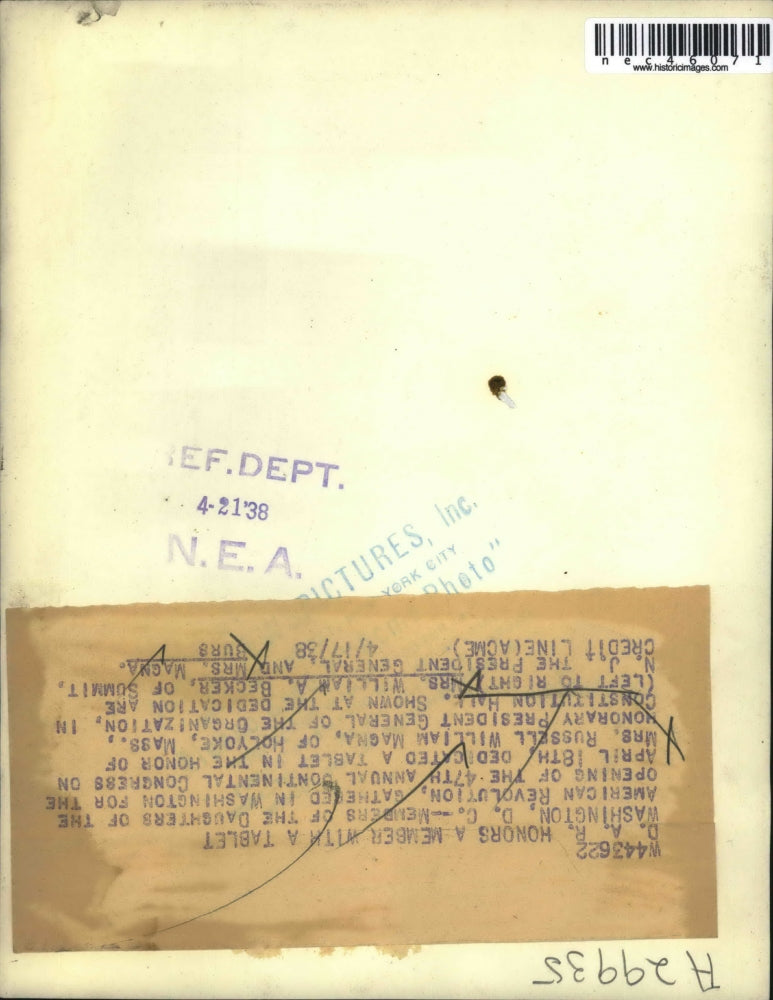 nec46071
www.historicimages.com
EF.DEPT.
4-21'38
N.E.A.
PICTURES, Inc.
YORK CITY
Photo"
W443622
D. A. R. HONORS A MEMBER WITH A TABLET
WASHINGTON, D. C.--MEMBERS OF THE DAUGHTERS OF THE
AMERICAN REVOLUTION, GATHERED IN WASHINGTON FOR THE
OPENING OF THE 47TH ANNUAL CONTINENTAL CONGRESS ON
APRIL 18TH, DEDICATED A TABLET IN THE HONOR OF
MRS. RUSSELL WILLIAM MAGNA, OF HOLYOKE, MASS.,
HONORARY PRESIDENT GENERAL OF THE ORGANIZATION, IN
CONSTITUTION HALL. SHOWN AT THE DEDICATION ARE
(LEFT TO RIGHT) MRS. WILLIAM A. BECKER, OF SUMMIT,
N. J., THE PRESIDENT GENERAL, AND MRS. MAGNA.
CREDIT LINE (ACME) 4/17/38 BURS
A29935